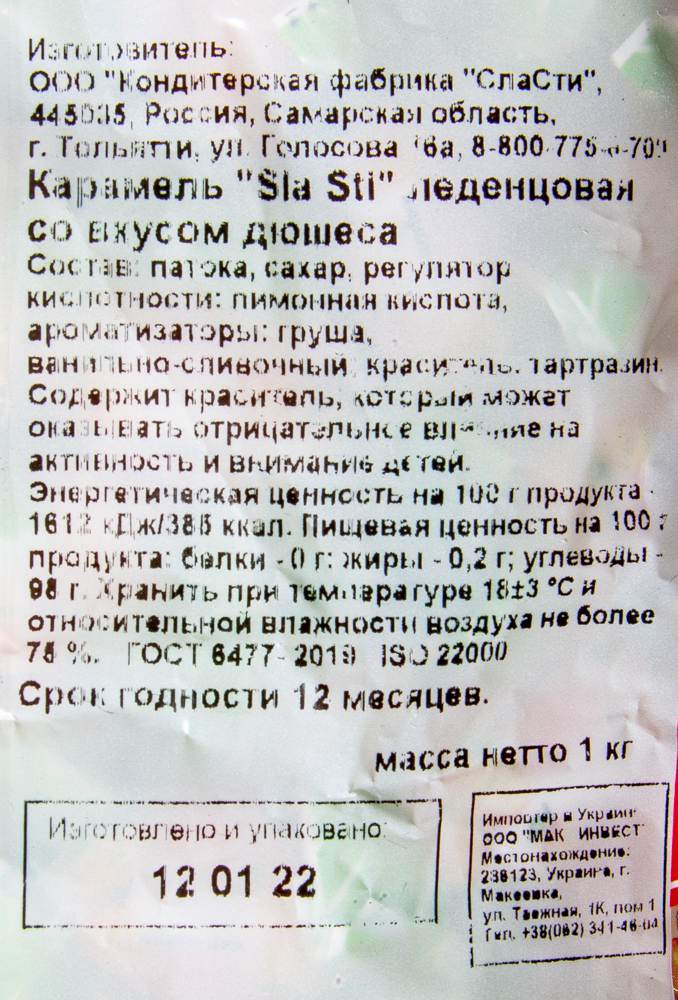 Изготовитель:
ООО "Кондитерская фабрика "СлаСти",
445035, Россия, Самарская область,
г. Тольятти, ул. Голосова 16а, 8-800-775-
Карамель "Sla Sti" леденцовая
со вкусом дюшеса
Состав: патока, сахар, регулятор
кислотности: лимонная кислота,
ароматизаторы: груша,
ванильно-сливочный, краситель: тартразин.
Содержит краситель, который может
оказывать отрицательное влияние на
активность и внимание детей.
Энергетическая ценность на 100 г продукта -
1612 кДж/385 ккал. Пищевая ценность на 100 г
продукта: белки - 0 г; жиры - 0,2 г; углеводы -
98 г. Хранить при температуре 18±3 °С и
относительной влажности воздуха не более
75 %. ГОСТ 6477-2019 ISO 22000
Срок годности 12 месяцев.
масса нетто 1 кг
Изготовлено и упаковано:
12 01 22
Импортер в Украине
ООО "МАК ИНВЕСТ"
Местонахождение:
286123, Украина, г.
Макеевка,
ул. Таежная, 1К, пом 1
Тел. +38(062) 341-46-04